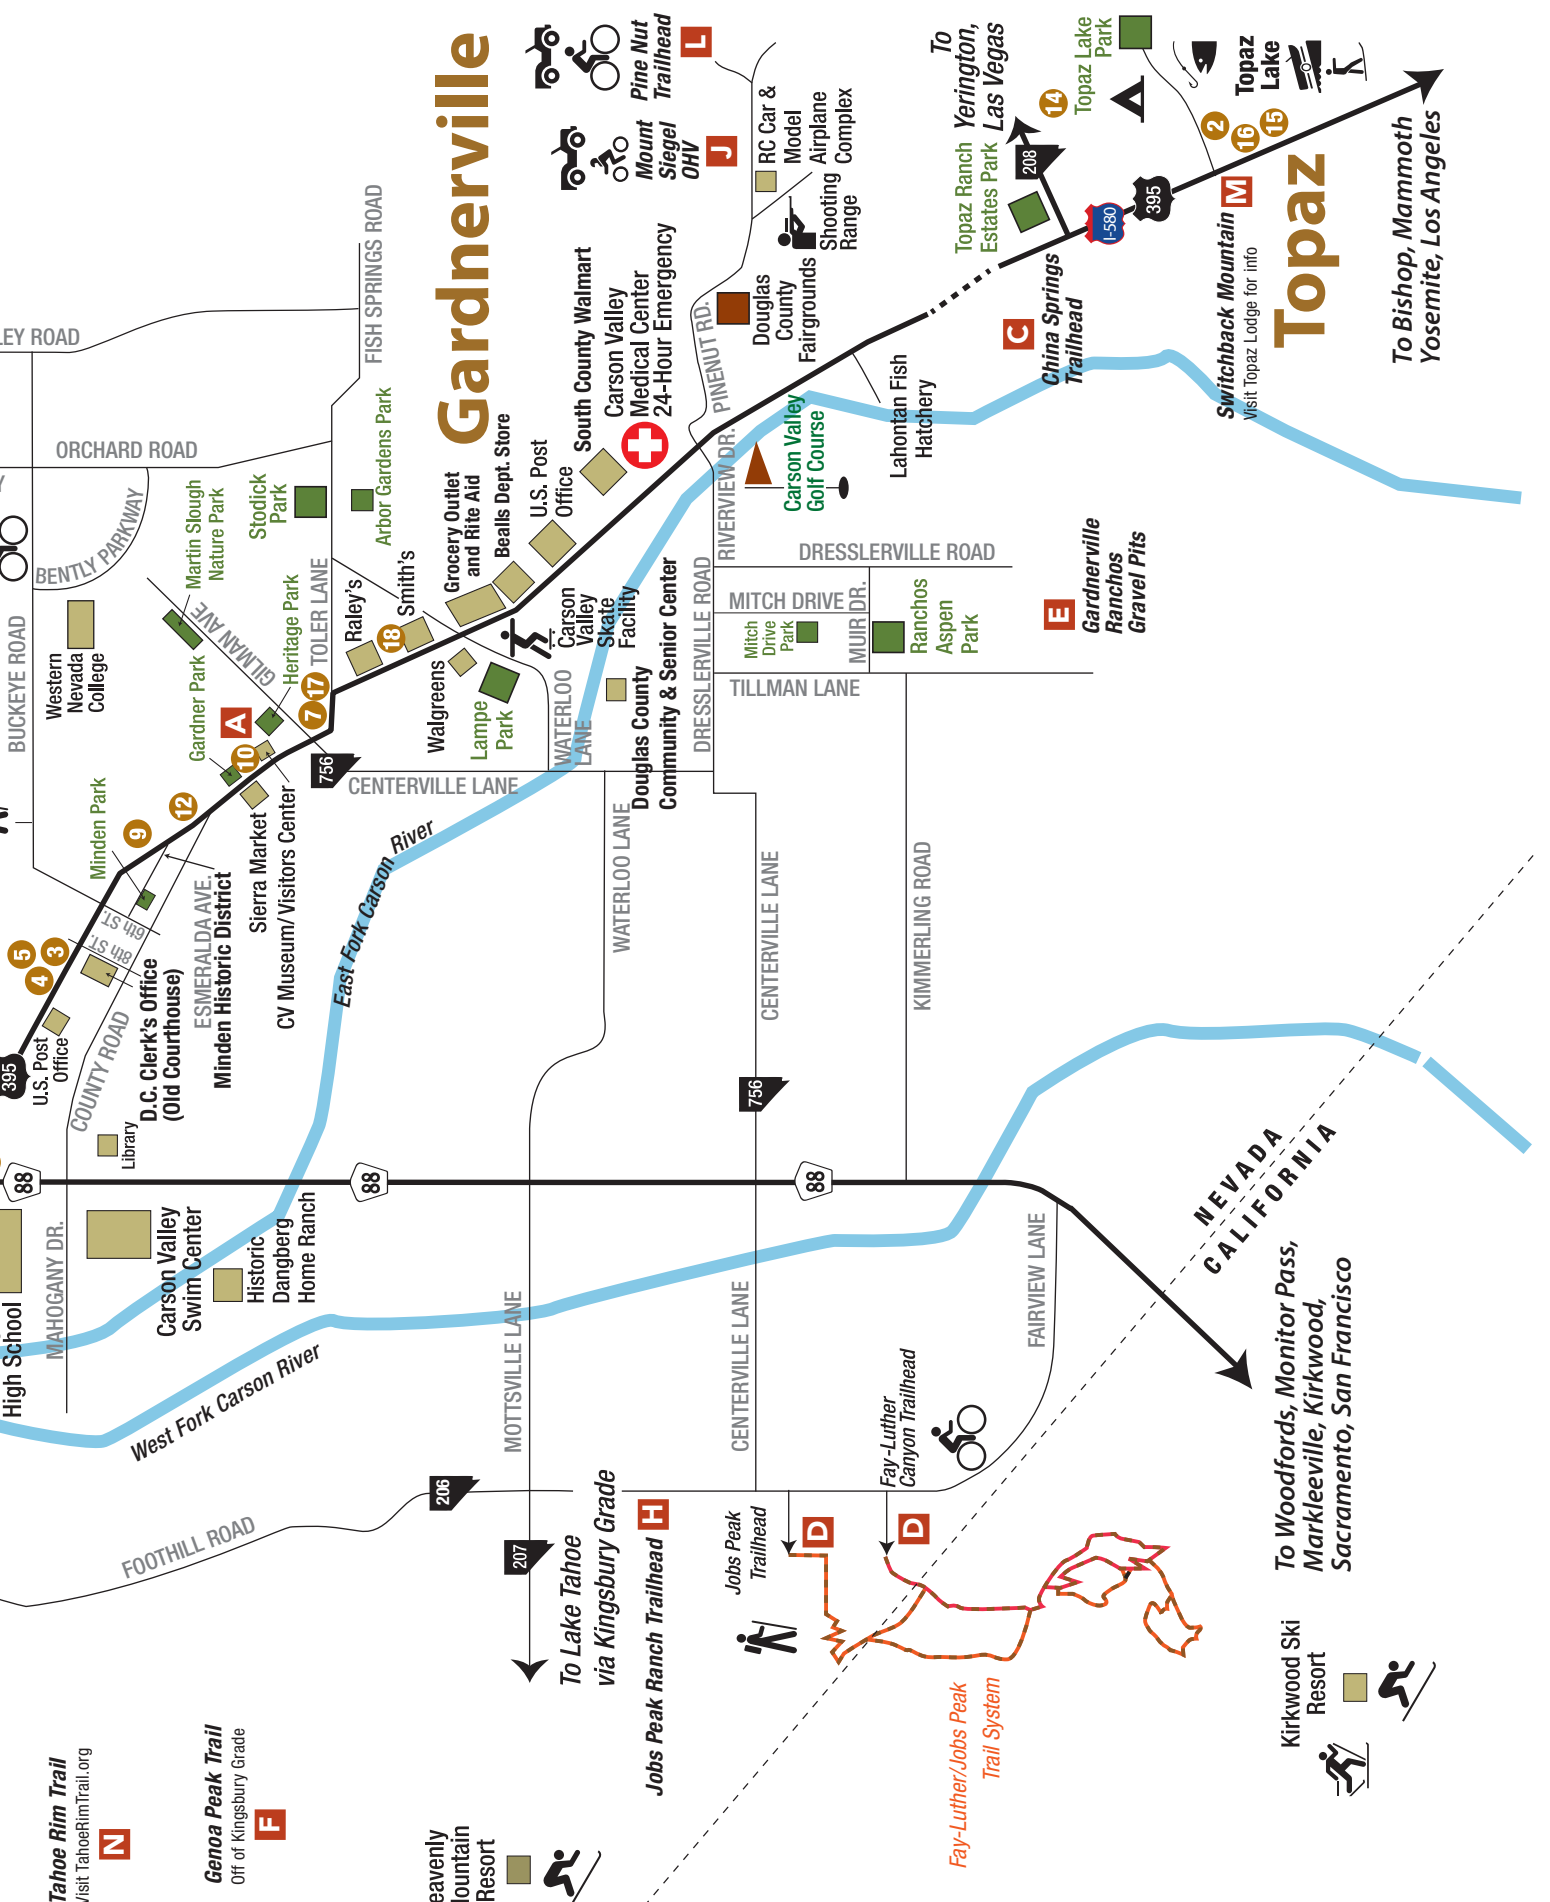 Gardnerville
Pine Nut
Trailhead
L
Mount
Siegel
OHV
J
RC Car &
Model
Airplane
Complex
Shooting
Range
To
Yerington,
Las Vegas
14
Topaz Lake
Park
Topaz
Lake
2
16
15
Topaz Ranch
Estates Park
208
I-580
395
M
Switchback Mountain
Visit Topaz Lodge for info
Topaz
To Bishop, Mammoth
Yosemite, Los Angeles
C
China Springs
Trailhead
FISH SPRINGS ROAD
LEY ROAD
ORCHARD ROAD
Y
BENTLY PARKWAY
BUCKEYE ROAD
Western
Nevada
College
Martin Slough
Nature Park
Stodick
Park
Arbor Gardens Park
GILMAN AVE
Heritage Park
TOLER LANE
Gardner Park
A
10
7
17
Raley's
18
Smith's
Grocery Outlet
and Rite Aid
Bealls Dept. Store
U.S. Post
Office
South County Walmart
Carson Valley
Medical Center
24-Hour Emergency
PINENUT RD.
Douglas
County
Fairgrounds
Lahontan Fish
Hatchery
Carson Valley
Golf Course
RIVERVIEW DR.
DRESSLERVILLE ROAD
DRESSLERVILLE ROAD
MITCH DRIVE
Mitch
Drive
Park
MUIR DR.
Ranchos
Aspen
Park
TILLMAN LANE
E
Gardnerville
Ranchos
Gravel Pits
Walgreens
Lampe
Park
Carson
Valley
Skate
Facility
WATERLOO
LANE
Douglas County
Community & Senior Center
756
CENTERVILLE LANE
Minden Park
9
12
6th ST.
8th ST.
5
3
4
ESMERALDA AVE.
Minden Historic District
Sierra Market
CV Museum/Visitors Center
D.C. Clerk's Office
(Old Courthouse)
395
U.S. Post
Office
COUNTY ROAD
Library
East Fork Carson River
WATERLOO LANE
CENTERVILLE LANE
KIMMERLING ROAD
756
88
88
88
High School
MAHOGANY DR.
Carson Valley
Swim Center
Historic
Dangberg
Home Ranch
West Fork Carson River
MOTTSVILLE LANE
CENTERVILLE LANE
FAIRVIEW LANE
NEVADA
CALIFORNIA
To Woodfords, Monitor Pass,
Markleeville, Kirkwood,
Sacramento, San Francisco
Fay-Luther
Canyon Trailhead
D
Jobs Peak
Trailhead
D
206
207
FOOTHILL ROAD
To Lake Tahoe
via Kingsbury Grade
Jobs Peak Ranch Trailhead
H
Fay-Luther/Jobs Peak
Trail System
Kirkwood Ski
Resort
Tahoe Rim Trail
Visit TahoeRimTrail.org
N
Genoa Peak Trail
Off of Kingsbury Grade
F
eavenly
ountain
Resort